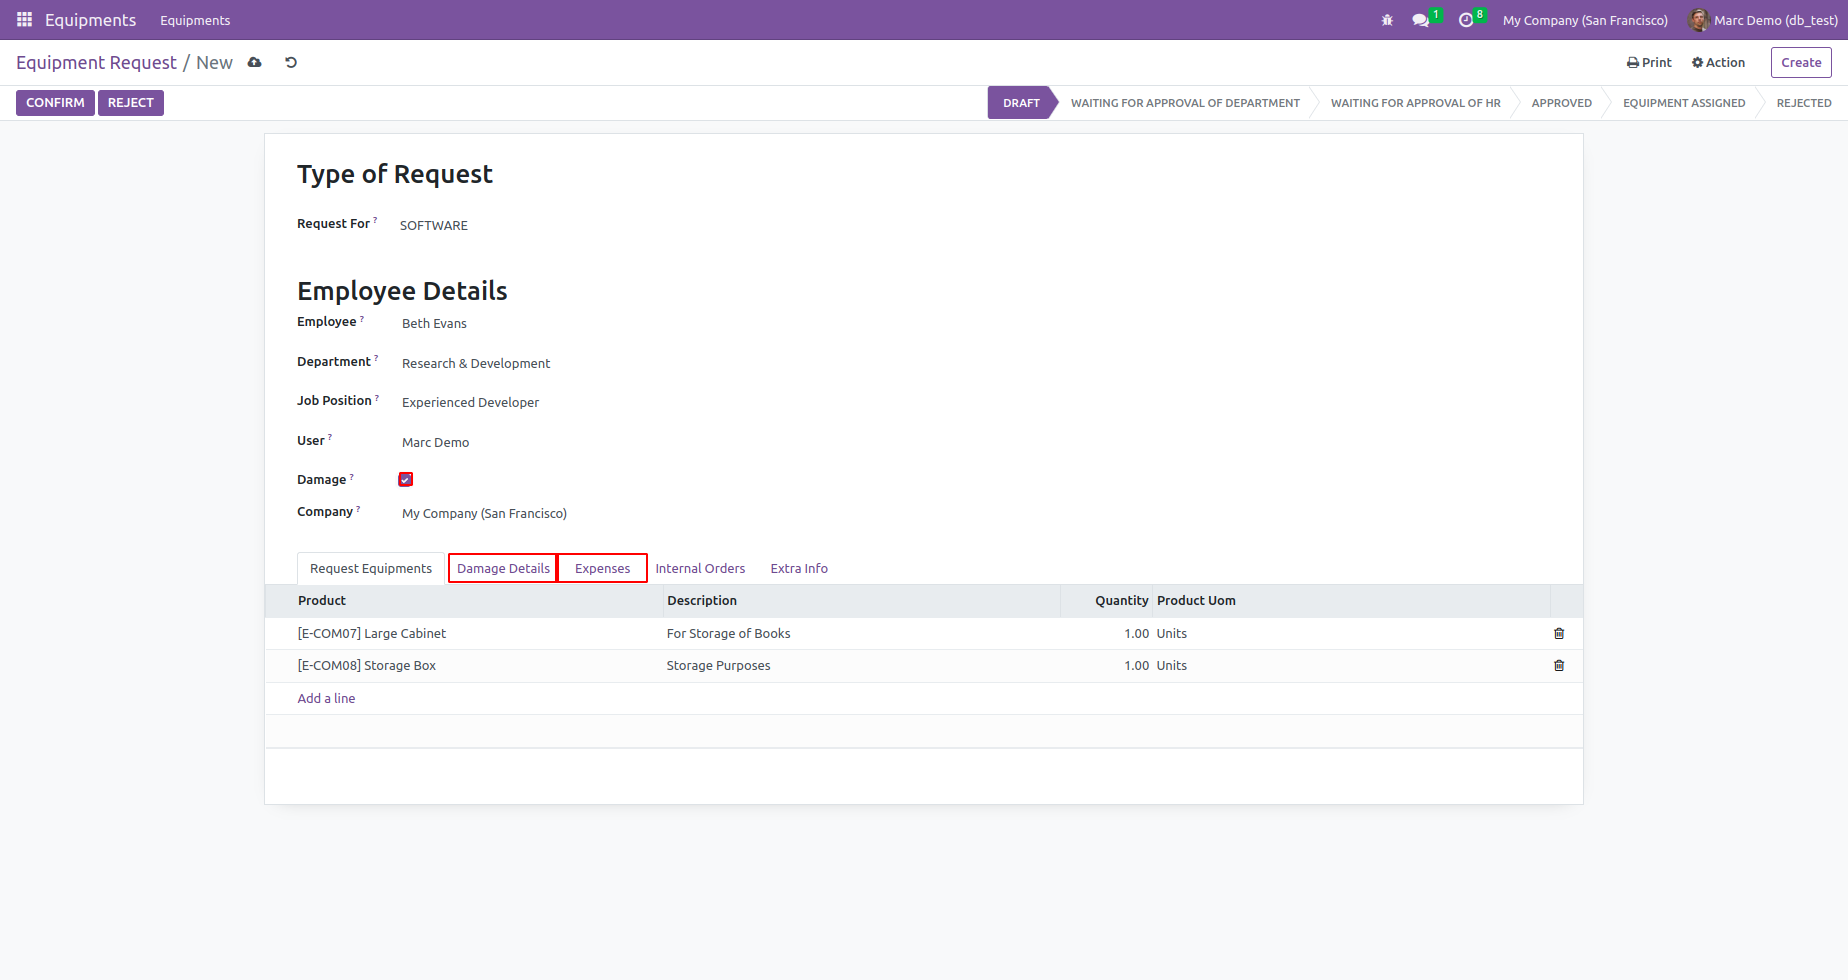 Equipments Equipments 1 8 My Company (San Francisco) Marc Demo (db_test)
Equipment Request / New Print Action Create
CONFIRM REJECT DRAFT WAITING FOR APPROVAL OF DEPARTMENT WAITING FOR APPROVAL OF HR APPROVED EQUIPMENT ASSIGNED REJECTED
Type of Request
Request For ? SOFTWARE
Employee Details
Employee ? Beth Evans
Department ? Research & Development
Job Position ? Experienced Developer
User ? Marc Demo
Damage ?
Company ? My Company (San Francisco)
Request Equipments Damage Details Expenses Internal Orders Extra Info
Product Description Quantity Product Uom
[E-COM07] Large Cabinet For Storage of Books 1.00 Units
[E-COM08] Storage Box Storage Purposes 1.00 Units
Add a line